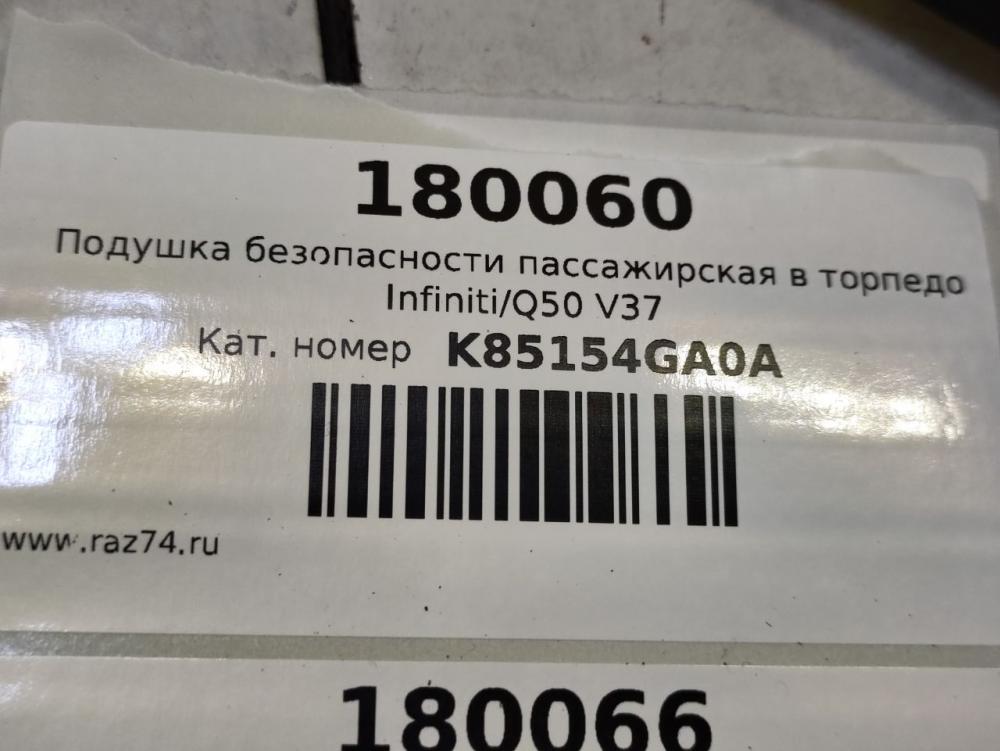 180060
Подушка безопасности пассажирская в торпедо
Infiniti/Q50 V37
Кат. номер K85154GA0A
www.raz74.ru
180066